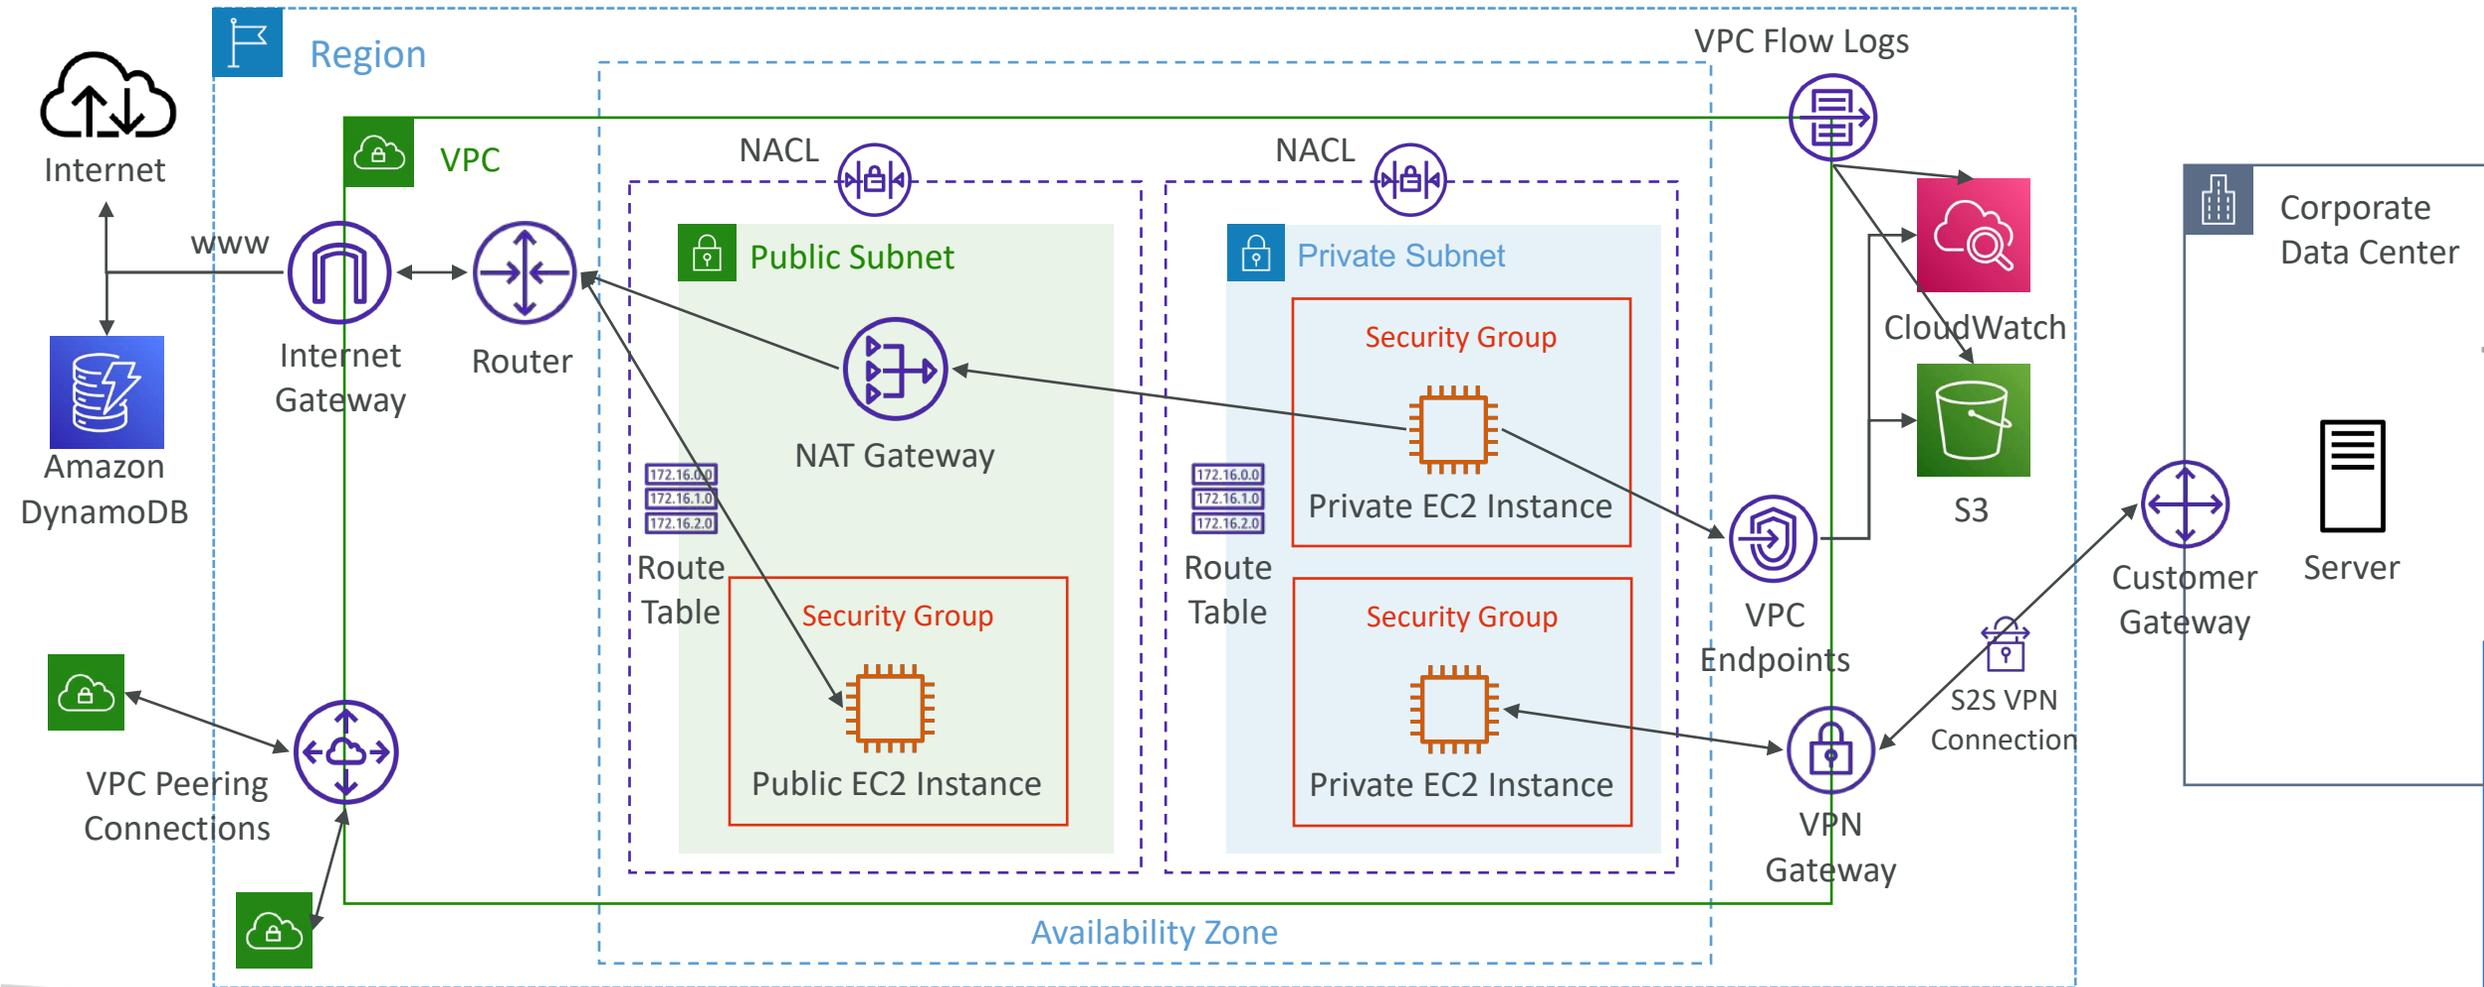 VPC Flow Logs
Region
Internet
VPC
NACL
NACL
www
Public Subnet
Private Subnet
Corporate
Data Center
Internet
Gateway
Router
Security Group
CloudWatch
Amazon
DynamoDB
NAT Gateway
172.16.0.0
172.16.1.0
172.16.2.0
Route
Table
172.16.0.0
172.16.1.0
172.16.2.0
Route
Table
Private EC2 Instance
S3
Server
Customer
Gateway
VPC
Endpoints
Security Group
Security Group
S2S VPN
Connection
VPC Peering
Connections
Public EC2 Instance
Private EC2 Instance
VPN
Gateway
Availability Zone